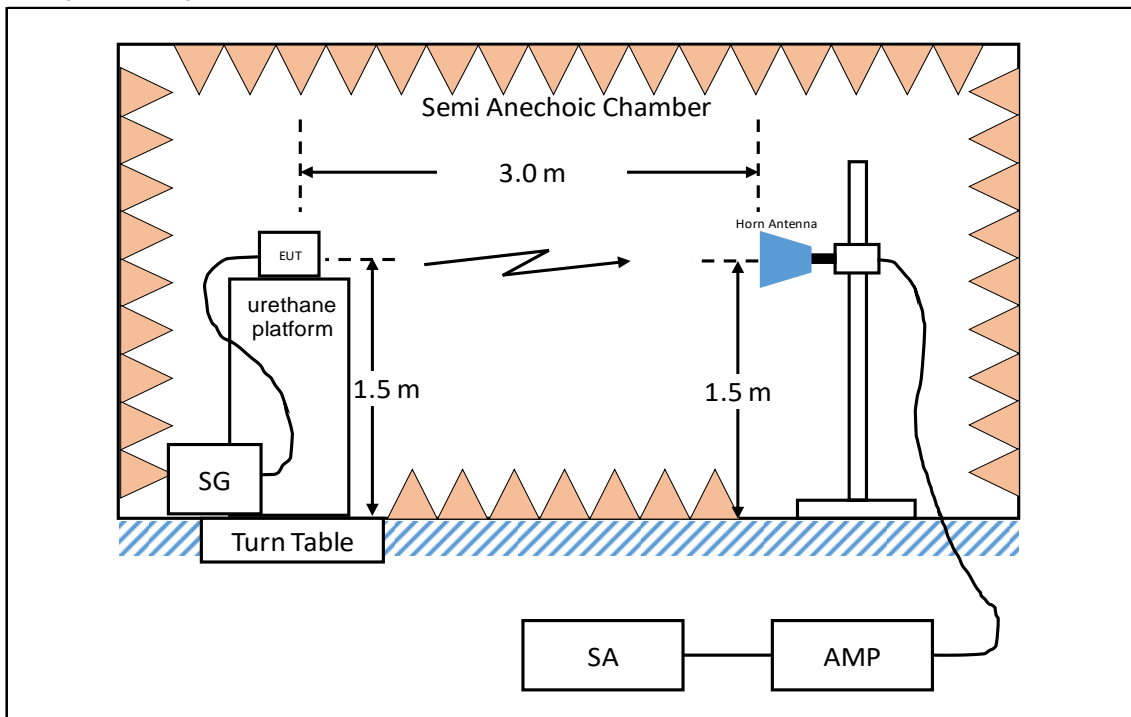 Semi Anechoic Chamber
3.0 m
Horn Antenna
EUT
urethane
platform
1.5 m
1.5 m
SG
Turn Table
SA
AMP